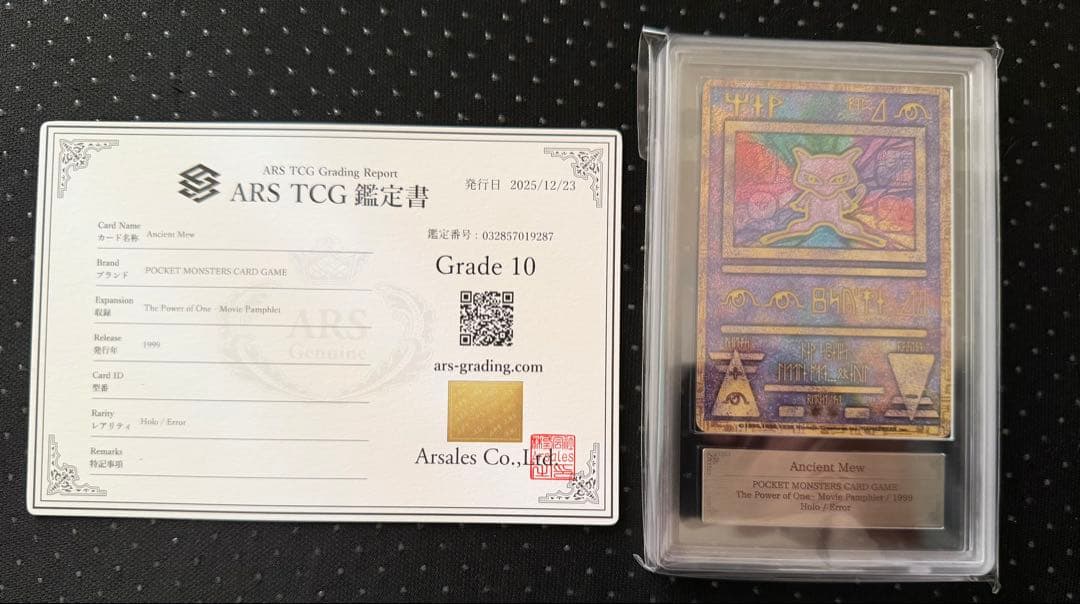 ARS TCG Grading Report
ARS TCG 鑑定書
発行日 2025/12/23
Card Name
カード名称 Ancient Mew
鑑定番号 : 032857019287
Brand
ブランド POCKET MONSTERS CARD GAME
Grade 10
Expansion
収録 The Power of One - Movie Pamphlet
ARS
Genuine
Release
発行年 1999
ars-grading.com
Card ID
型番
Rarity
レアリティ Holo / Error
Remarks
特記事項
Arsales Co.,Ltd.
Arsales
Ancient Mew
POCKET MONSTERS CARD GAME
The Power of One - Movie Pamphlet / 1999
Holo / Error